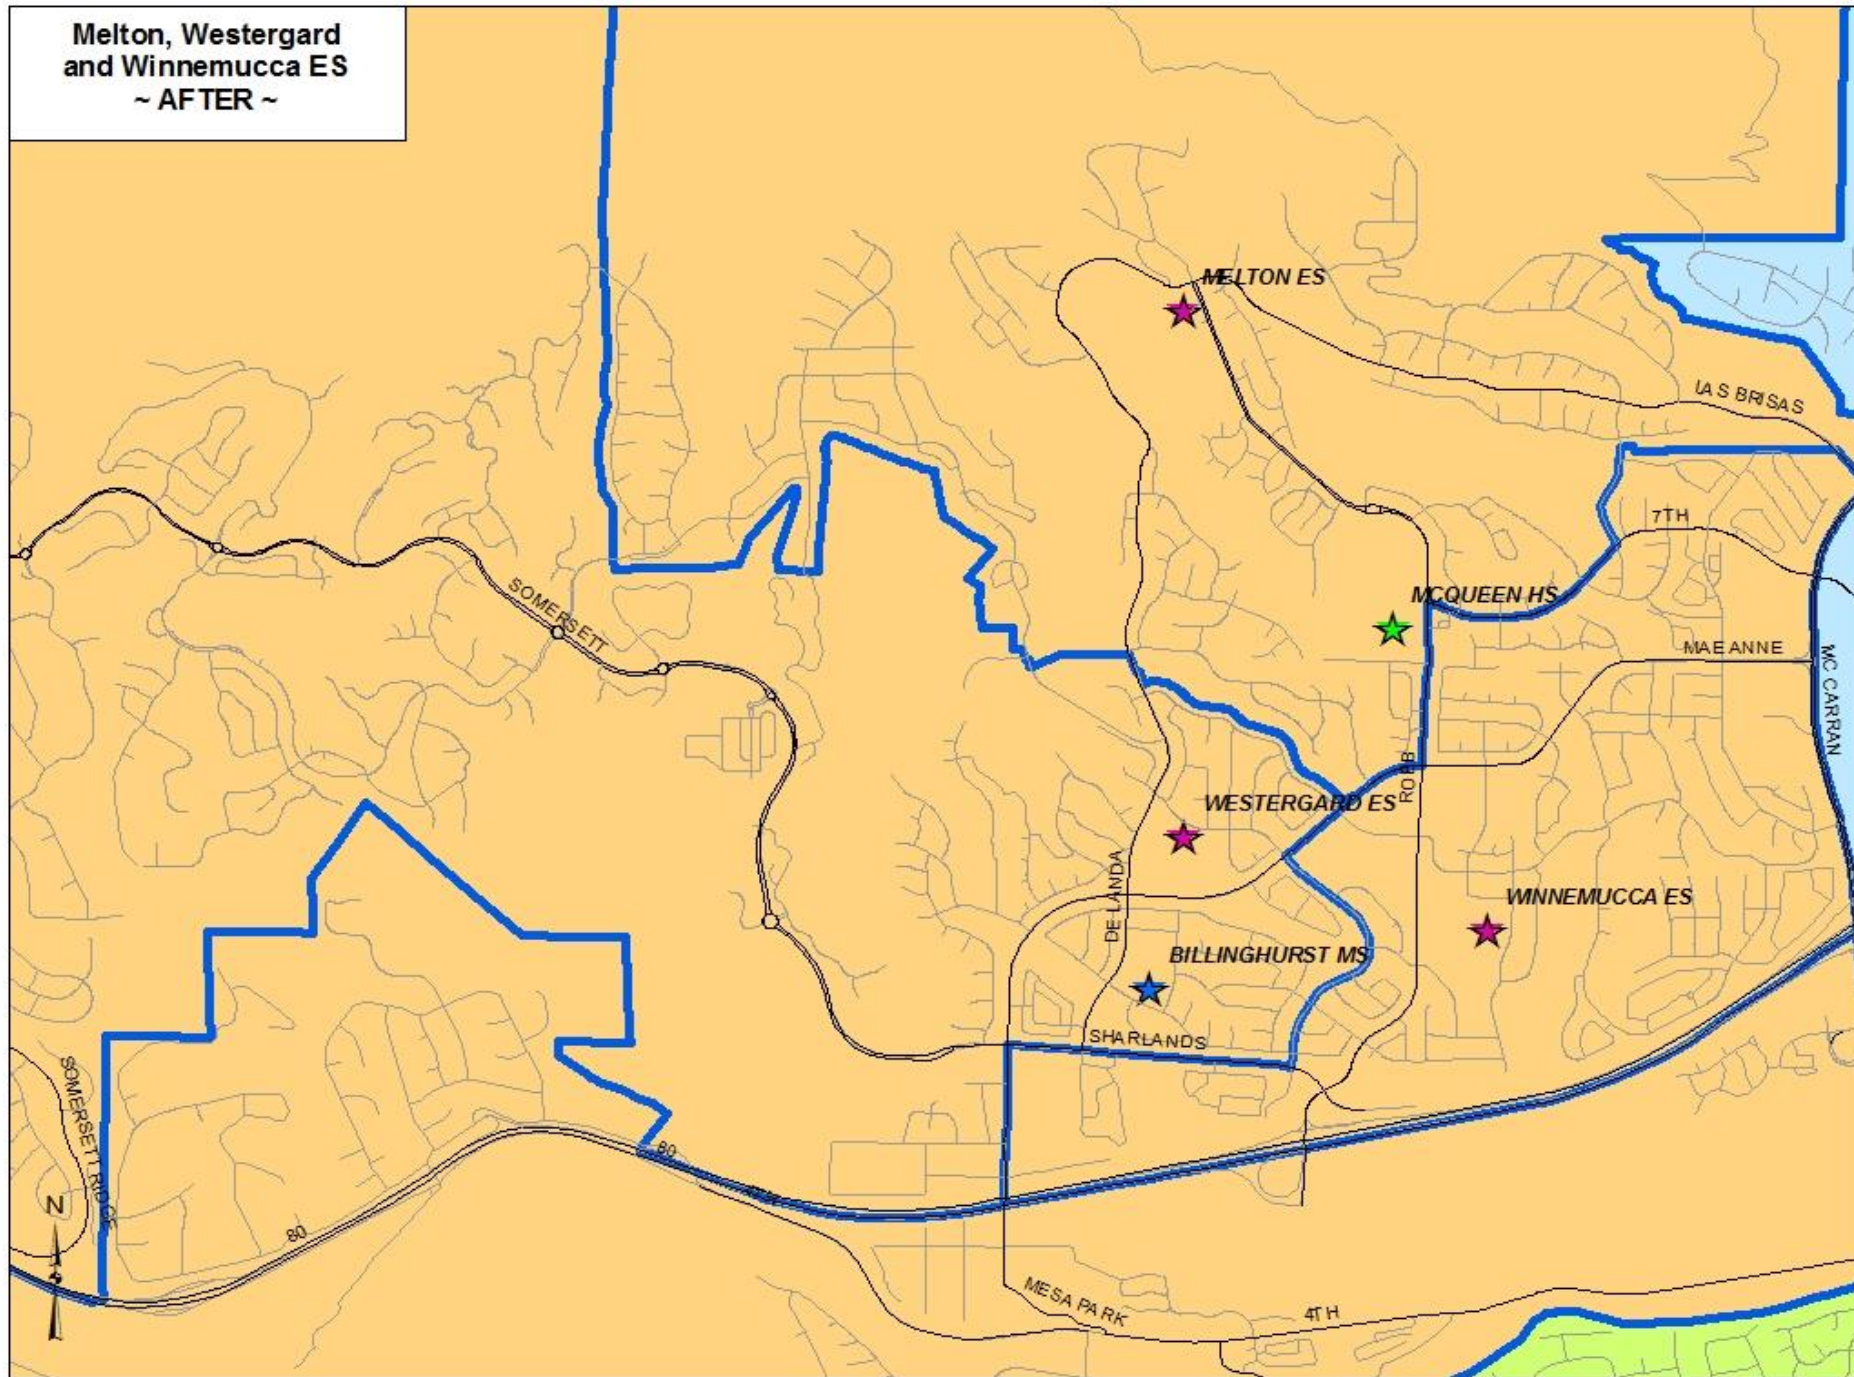 Melton, Westergard
and Winnemucca ES
~ AFTER ~
MELTON ES
LAS BRISAS
7TH
MCQUEEN HS
SOMERSETT
MAE ANNE
MC CARRAN
ROBB
WESTERGARD ES
DE LANDA
WINNEMUCCA ES
BILLINGHURST MS
SHARLANDS
SOMERSETT RIDGE
80
N
80
MESA PARK
4TH